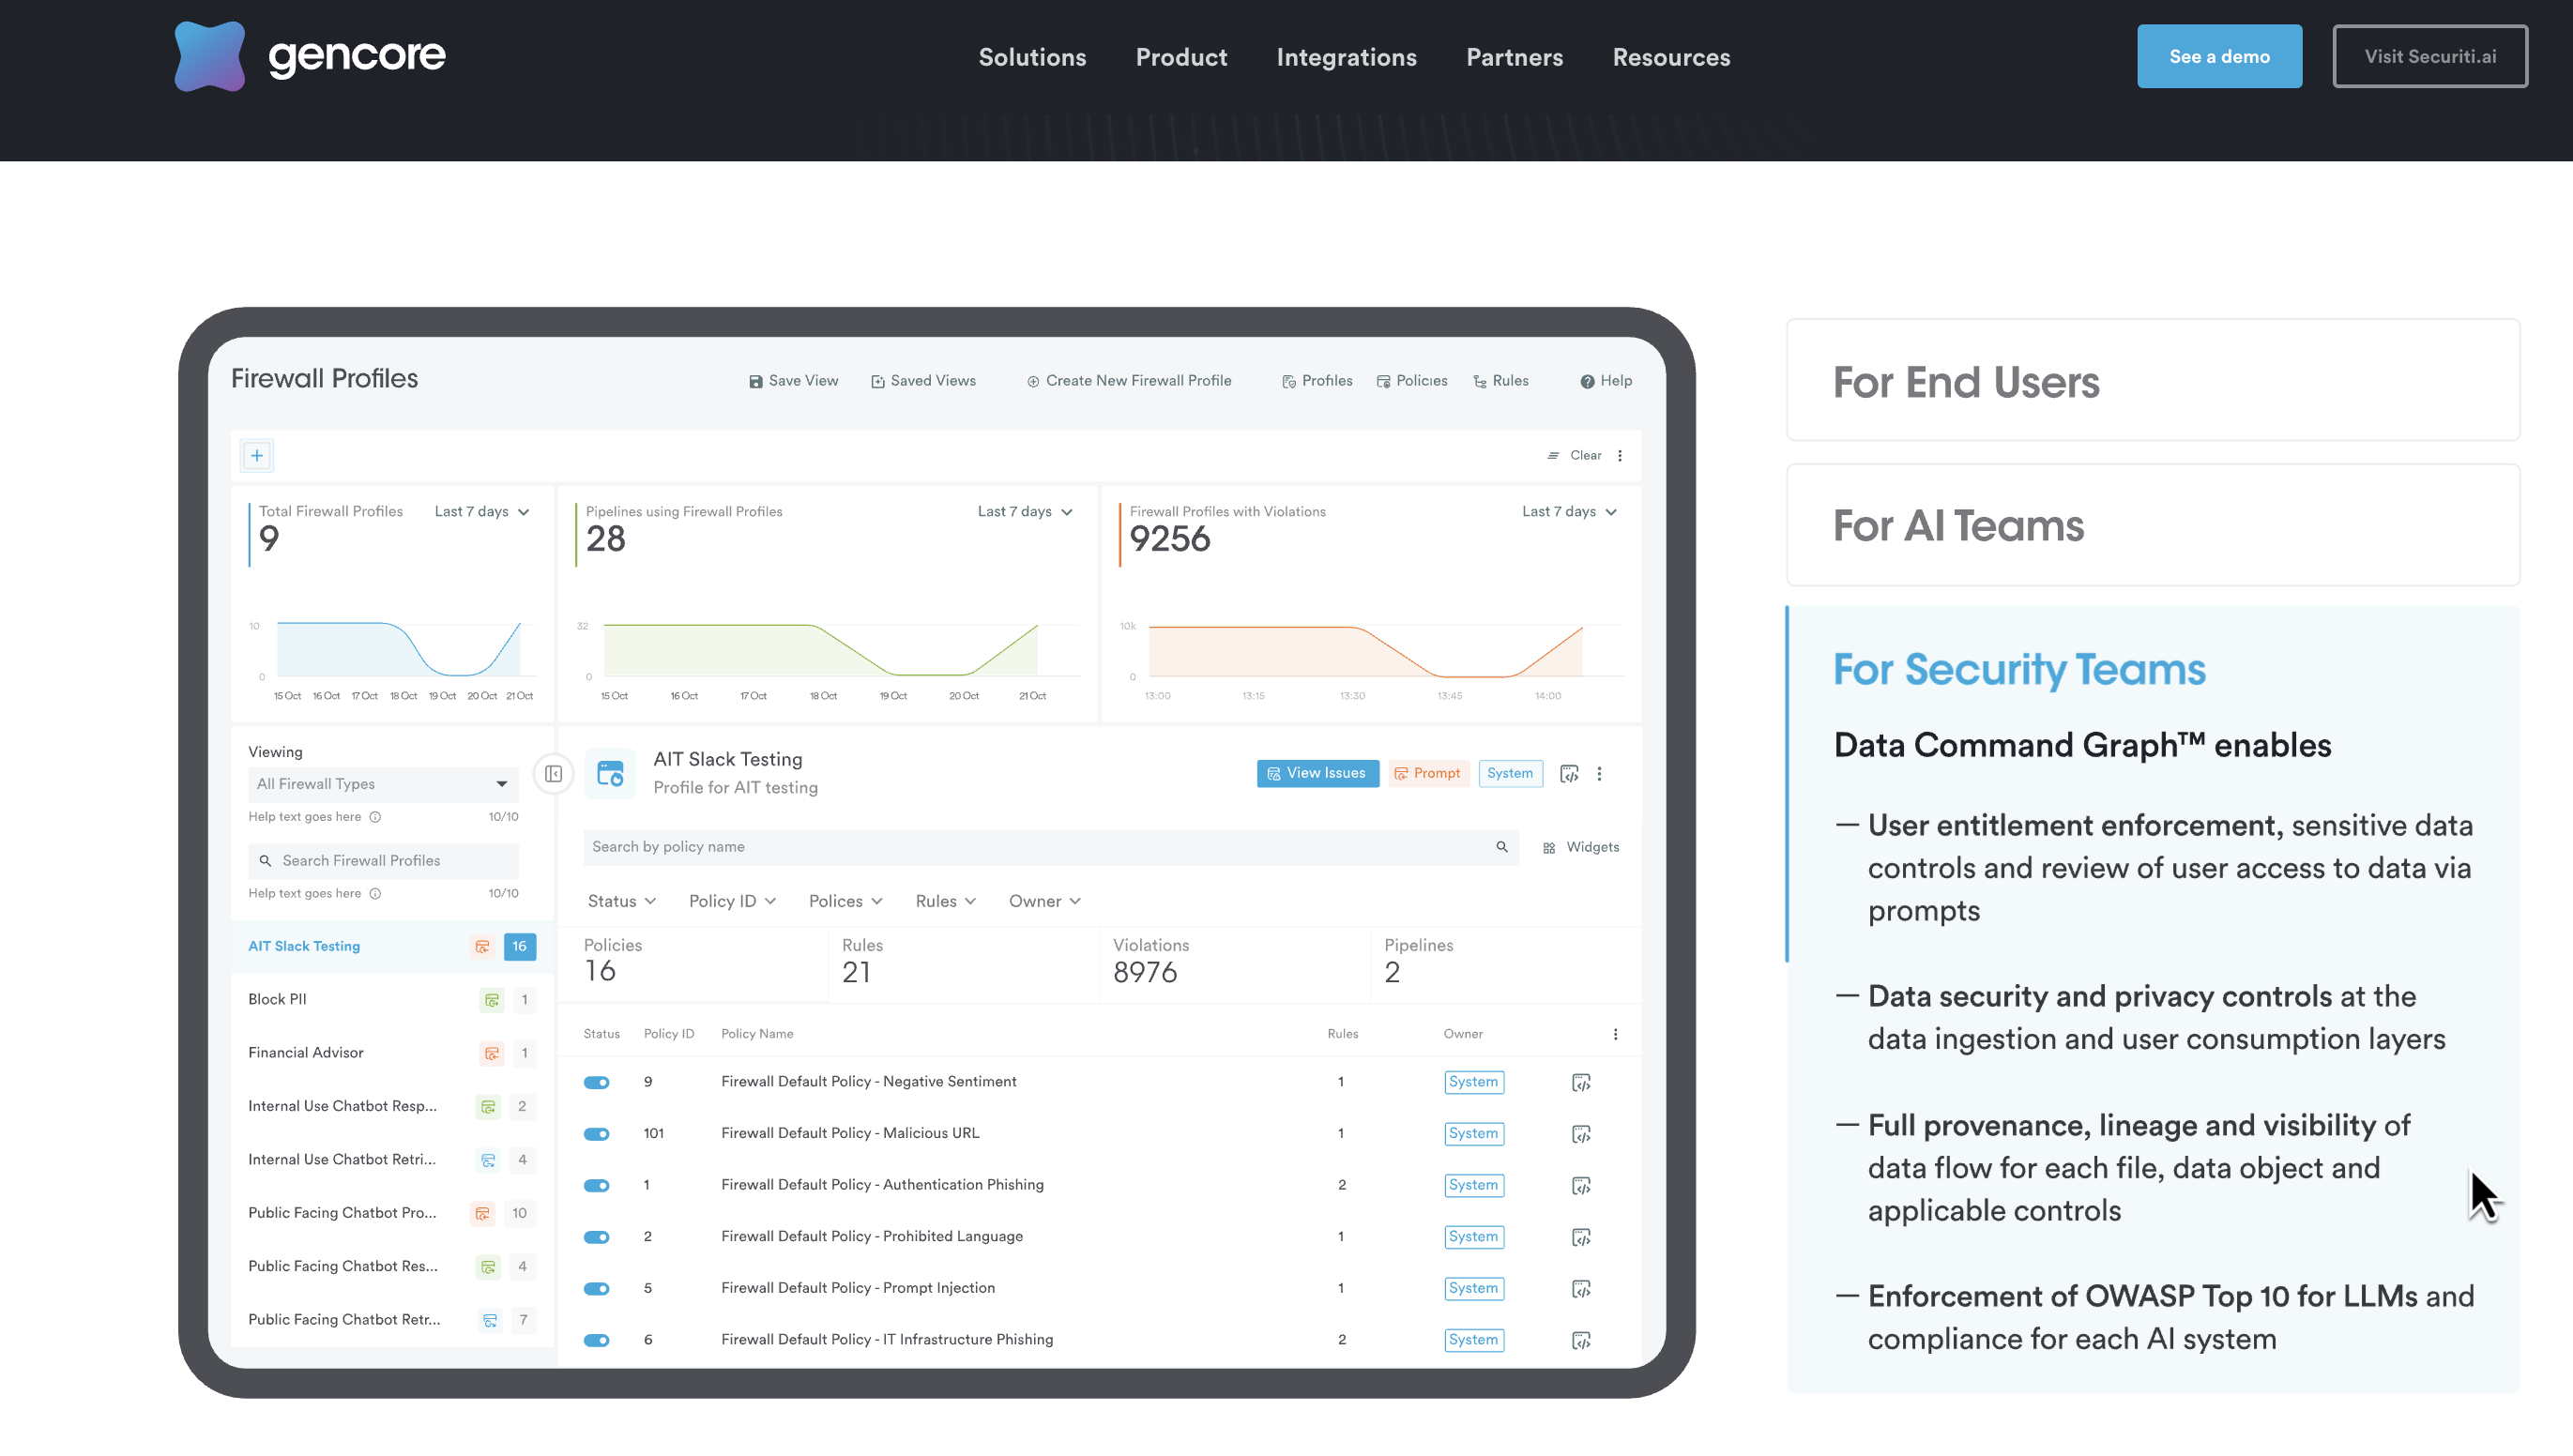 gencore
Solutions
Product
Integrations
Partners
Resources
See a demo
Visit Securiti.ai
Firewall Profiles
Save View
Saved Views
Create New Firewall Profile
Profiles
Policies
Rules
Help
Clear
Total Firewall Profiles
Last 7 days
9
10
0
15 Oct 16 Oct 17 Oct 18 Oct 19 Oct 20 Oct 21 Oct
Pipelines using Firewall Profiles
Last 7 days
28
32
0
15 Oct 16 Oct 17 Oct 18 Oct 19 Oct 20 Oct 21 Oct
Firewall Profiles with Violations
Last 7 days
9256
10k
0
13:00 13:15 13:30 13:45 14:00
Viewing
All Firewall Types
Help text goes here 10/10
Search Firewall Profiles
Help text goes here 10/10
AIT Slack Testing 16
Block PII 1
Financial Advisor 1
Internal Use Chatbot Resp... 2
Internal Use Chatbot Retri... 4
Public Facing Chatbot Pro... 10
Public Facing Chatbot Res... 4
Public Facing Chatbot Retr... 7
AIT Slack Testing
Profile for AIT testing
View Issues
Prompt
System
Search by policy name
Widgets
Status Policy ID Polices Rules Owner
Policies
16
Rules
21
Violations
8976
Pipelines
2
Status Policy ID Policy Name Rules Owner
9 Firewall Default Policy - Negative Sentiment 1 System
101 Firewall Default Policy - Malicious URL 1 System
1 Firewall Default Policy - Authentication Phishing 2 System
2 Firewall Default Policy - Prohibited Language 1 System
5 Firewall Default Policy - Prompt Injection 1 System
6 Firewall Default Policy - IT Infrastructure Phishing 2 System
For End Users
For AI Teams
For Security Teams
Data Command Graph™ enables
— User entitlement enforcement, sensitive data
controls and review of user access to data via
prompts
— Data security and privacy controls at the
data ingestion and user consumption layers
— Full provenance, lineage and visibility of
data flow for each file, data object and
applicable controls
— Enforcement of OWASP Top 10 for LLMs and
compliance for each AI system